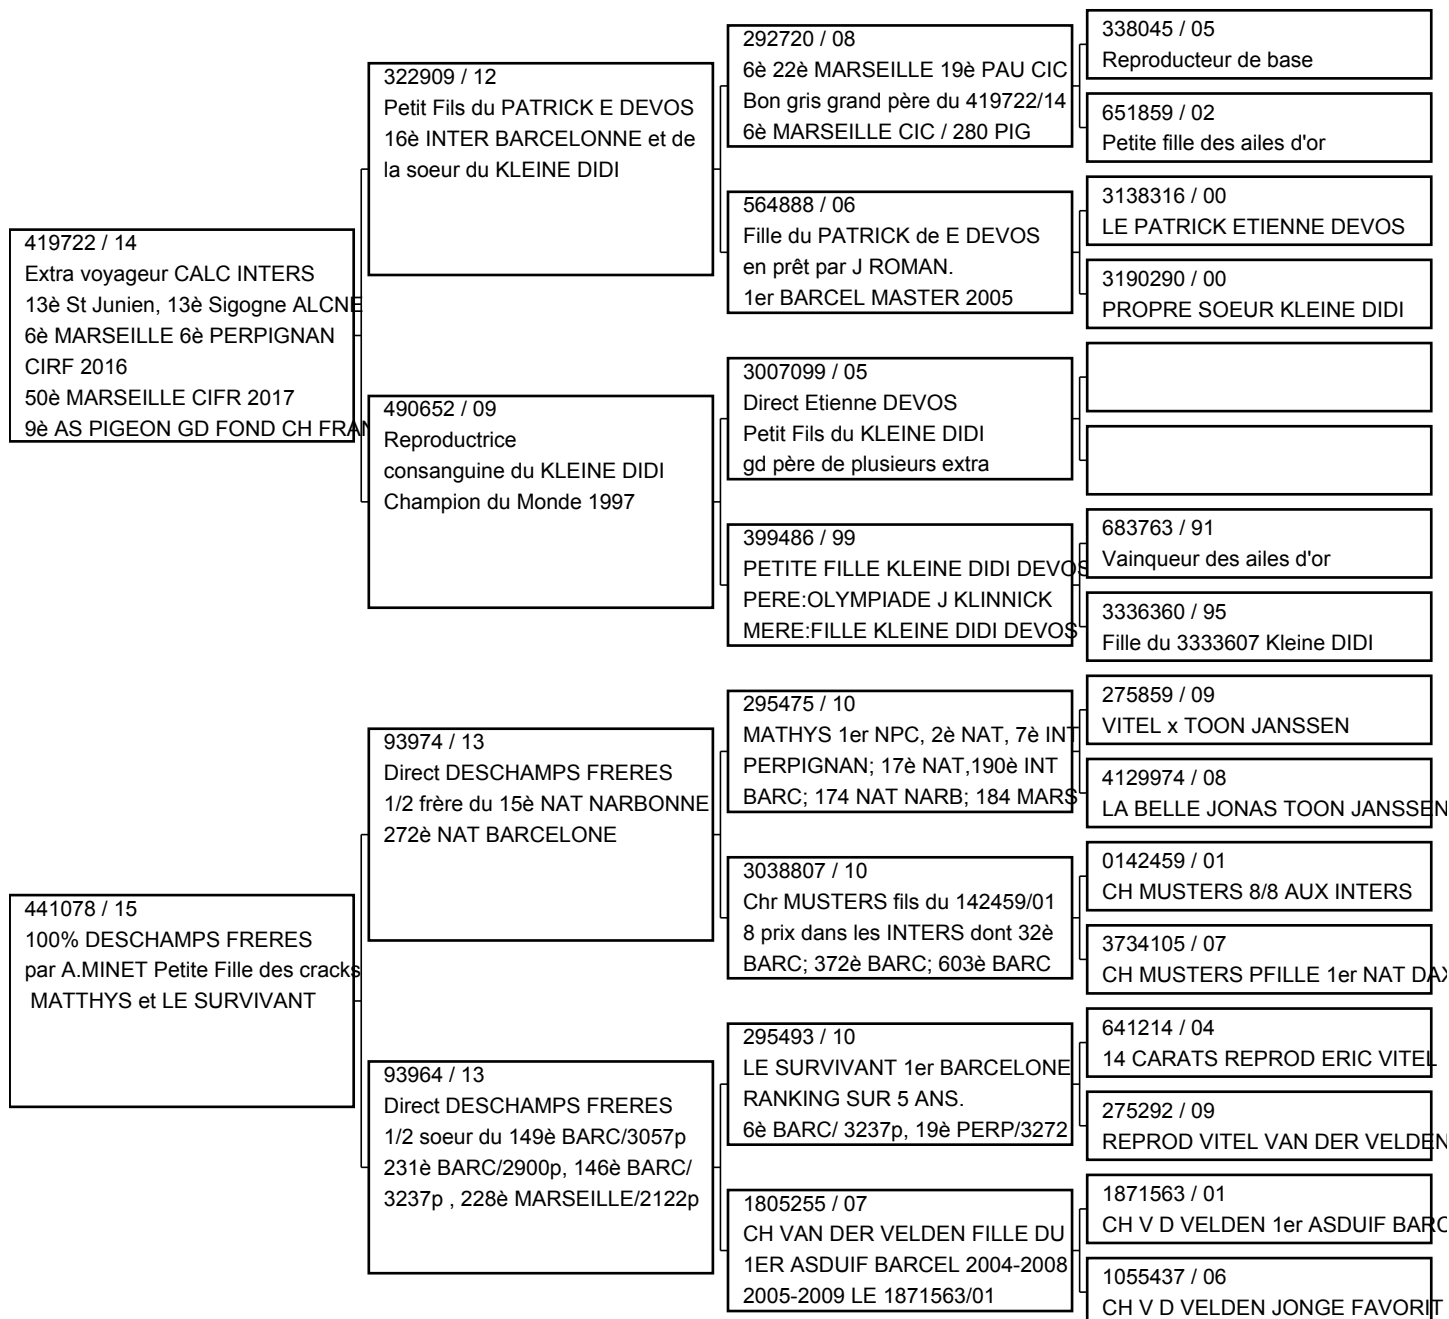 419722 / 14
Extra voyageur CALC INTERS
13è St Junien, 13è Sigogne ALCNE
6è MARSEILLE 6è PERPIGNAN
CIRF 2016
50è MARSEILLE CIFR 2017
9è AS PIGEON GD FOND CH FRAN
441078 / 15
100% DESCHAMPS FRERES
par A.MINET Petite Fille des cracks
MATTHYS et LE SURVIVANT
322909 / 12
Petit Fils du PATRICK E DEVOS
16è INTER BARCELONNE et de
la soeur du KLEINE DIDI
490652 / 09
Reproductrice
consanguine du KLEINE DIDI
Champion du Monde 1997
93974 / 13
Direct DESCHAMPS FRERES
1/2 frère du 15è NAT NARBONNE
272è NAT BARCELONE
93964 / 13
Direct DESCHAMPS FRERES
1/2 soeur du 149è BARC/3057p
231è BARC/2900p, 146è BARC/
3237p , 228è MARSEILLE/2122p
292720 / 08
6è 22è MARSEILLE 19è PAU CIC
Bon gris grand père du 419722/14
6è MARSEILLE CIC / 280 PIG
564888 / 06
Fille du PATRICK de E DEVOS
en prêt par J ROMAN.
1er BARCEL MASTER 2005
3007099 / 05
Direct Etienne DEVOS
Petit Fils du KLEINE DIDI
gd père de plusieurs extra
399486 / 99
PETITE FILLE KLEINE DIDI DEVOS
PERE:OLYMPIADE J KLINNICK
MERE:FILLE KLEINE DIDI DEVOS
295475 / 10
MATHYS 1er NPC, 2è NAT, 7è INT
PERPIGNAN; 17è NAT,190è INT
BARC; 174 NAT NARB; 184 MARS
3038807 / 10
Chr MUSTERS fils du 142459/01
8 prix dans les INTERS dont 32è
BARC; 372è BARC; 603è BARC
295493 / 10
LE SURVIVANT 1er BARCELONE
RANKING SUR 5 ANS.
6è BARC/ 3237p, 19è PERP/3272
1805255 / 07
CH VAN DER VELDEN FILLE DU
1ER ASDUIF BARCEL 2004-2008
2005-2009 LE 1871563/01
338045 / 05
Reproducteur de base
651859 / 02
Petite fille des ailes d'or
3138316 / 00
LE PATRICK ETIENNE DEVOS
3190290 / 00
PROPRE SOEUR KLEINE DIDI
683763 / 91
Vainqueur des ailes d'or
3336360 / 95
Fille du 3333607 Kleine DIDI
275859 / 09
VITEL x TOON JANSSEN
4129974 / 08
LA BELLE JONAS TOON JANSSEN
0142459 / 01
CH MUSTERS 8/8 AUX INTERS
3734105 / 07
CH MUSTERS PFILLE 1er NAT DAX
641214 / 04
14 CARATS REPROD ERIC VITEL
275292 / 09
REPROD VITEL VAN DER VELDEN
1871563 / 01
CH V D VELDEN 1er ASDUIF BARC
1055437 / 06
CH V D VELDEN JONGE FAVORIT